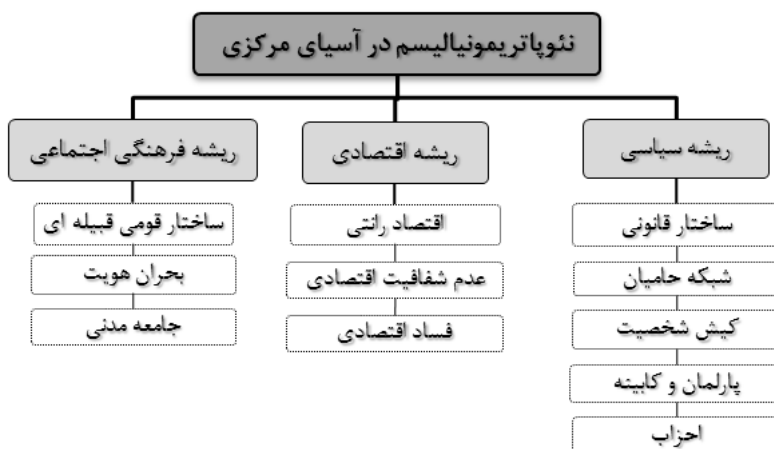 نئوپاتریمونیالیسم در آسیای مرکزی
ریشه سیاسی
ساختار قانونی
شبکه حامیان
کیش شخصیت
پارلمان و کابینه
احزاب
ریشه اقتصادی
اقتصاد رانتی
عدم شفافیت اقتصادی
فساد اقتصادی
ریشه فرهنگی اجتماعی
ساختار قومی قبیله ای
بحران هویت
جامعه مدنی